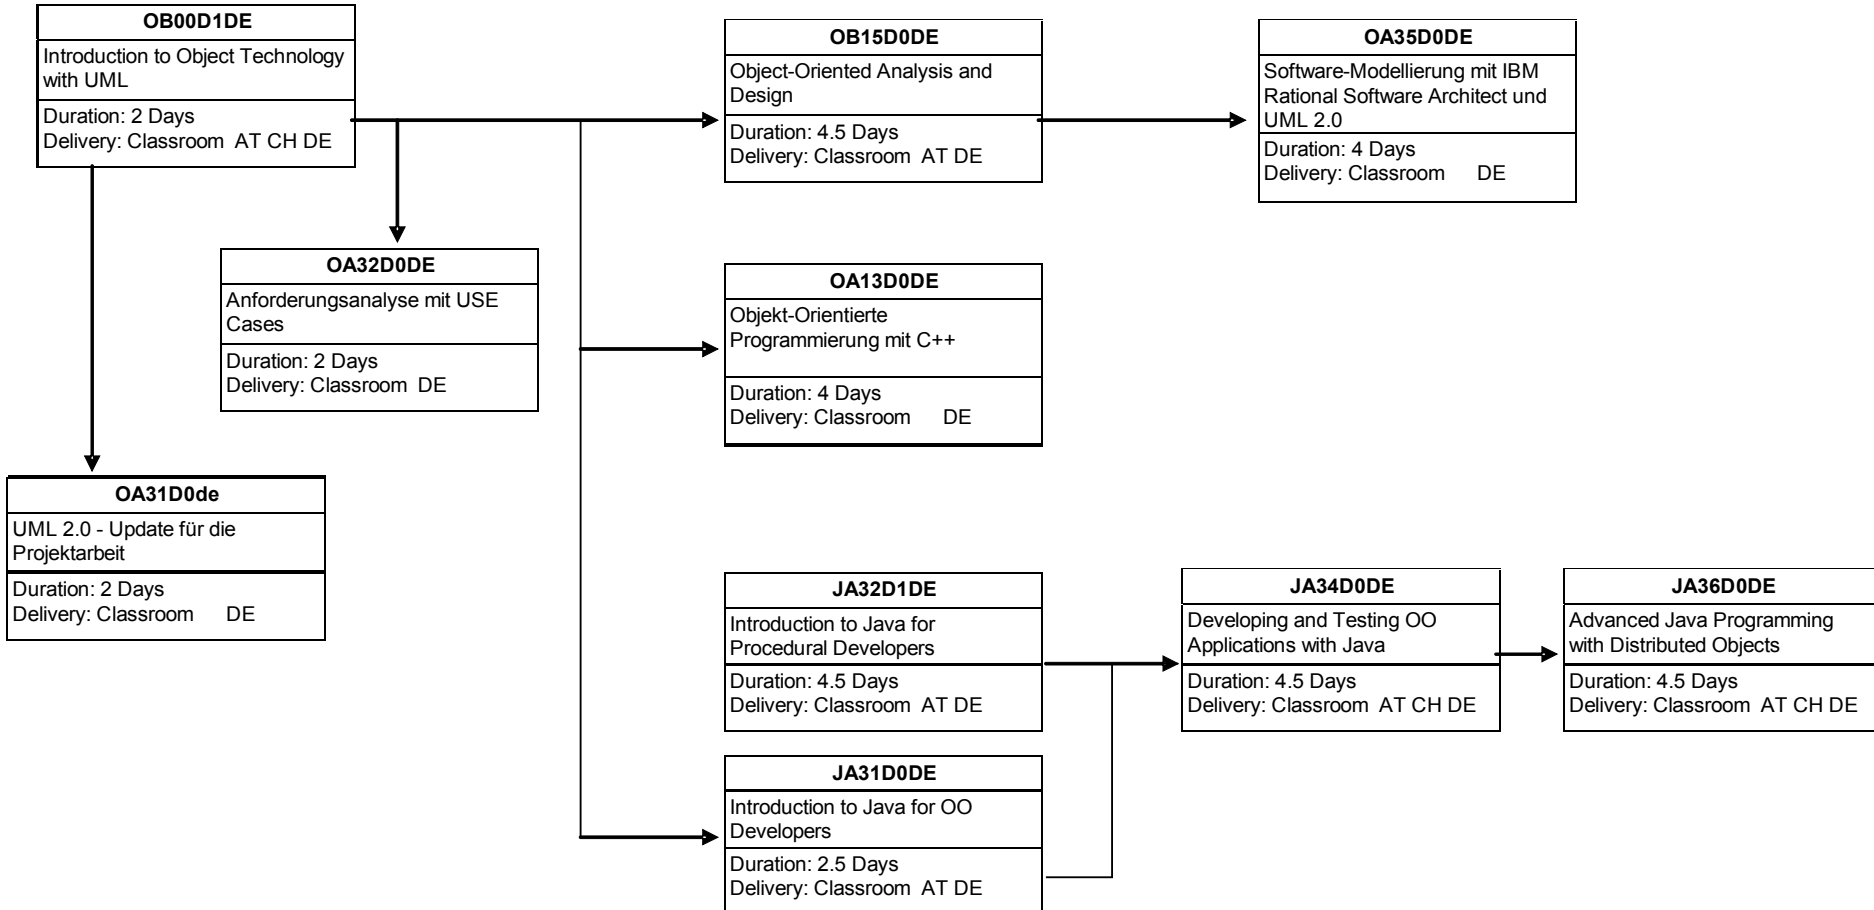 OB00D1DE
Introduction to Object Technology
with UML
Duration: 2 Days
Delivery: Classroom AT CH DE
OB15D0DE
Object-Oriented Analysis and
Design
Duration: 4.5 Days
Delivery: Classroom AT DE
OA35D0DE
Software-Modellierung mit IBM
Rational Software Architect und
UML 2.0
Duration: 4 Days
Delivery: Classroom DE
OA32D0DE
Anforderungsanalyse mit USE
Cases
Duration: 2 Days
Delivery: Classroom DE
OA13D0DE
Objekt-Orientierte
Programmierung mit C++
Duration: 4 Days
Delivery: Classroom DE
OA31D0de
UML 2.0 - Update für die
Projektarbeit
Duration: 2 Days
Delivery: Classroom DE
JA32D1DE
Introduction to Java for
Procedural Developers
Duration: 4.5 Days
Delivery: Classroom AT DE
JA34D0DE
Developing and Testing OO
Applications with Java
Duration: 4.5 Days
Delivery: Classroom AT CH DE
JA36D0DE
Advanced Java Programming
with Distributed Objects
Duration: 4.5 Days
Delivery: Classroom AT CH DE
JA31D0DE
Introduction to Java for OO
Developers
Duration: 2.5 Days
Delivery: Classroom AT DE